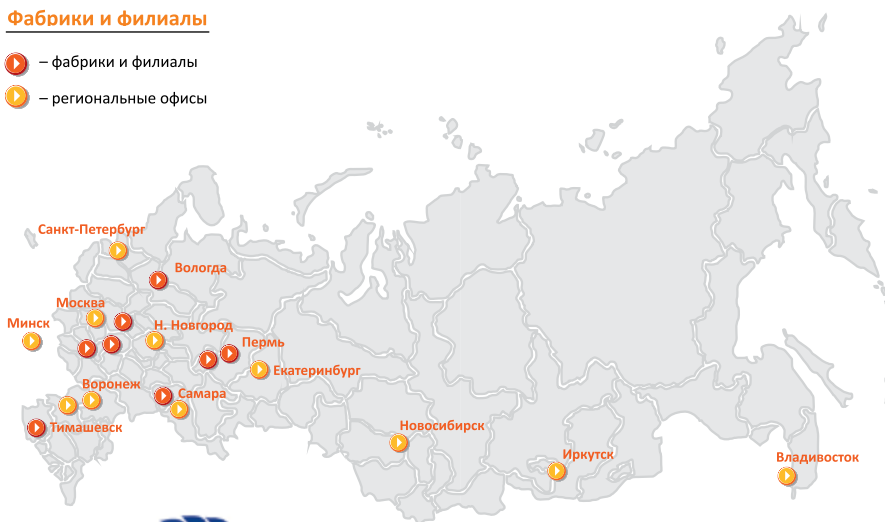 Фабрики и филиалы
– фабрики и филиалы
– региональные офисы
Санкт-Петербург
Вологда
Москва
Минск
Н. Новгород
Пермь
Екатеринбург
Воронеж
Самара
Тимашевск
Новосибирск
Иркутск
Владивосток